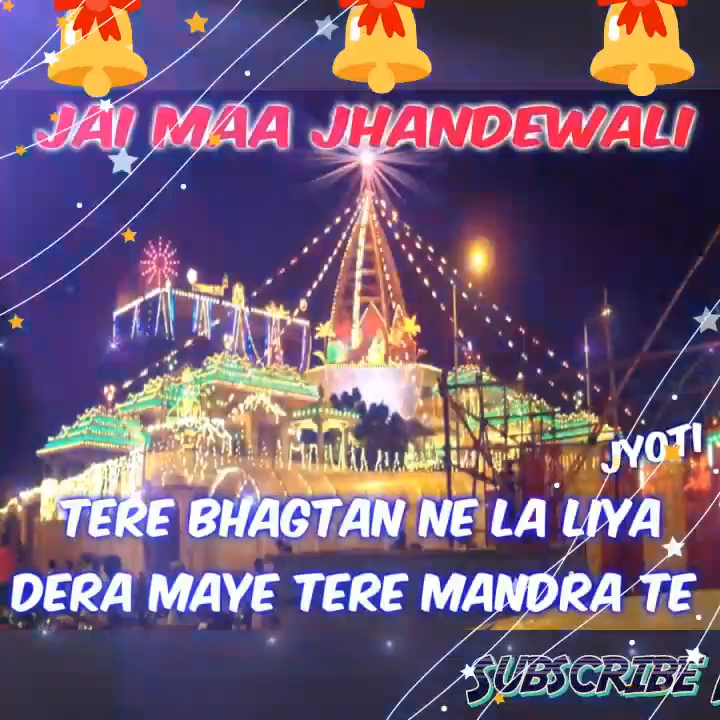 JAI MAA JHANDEWALI
JYOTI
TERE BHAGTAN NE LA LIYA
DERA MAYE TERE MANDRA TE
SUBSCRIBE